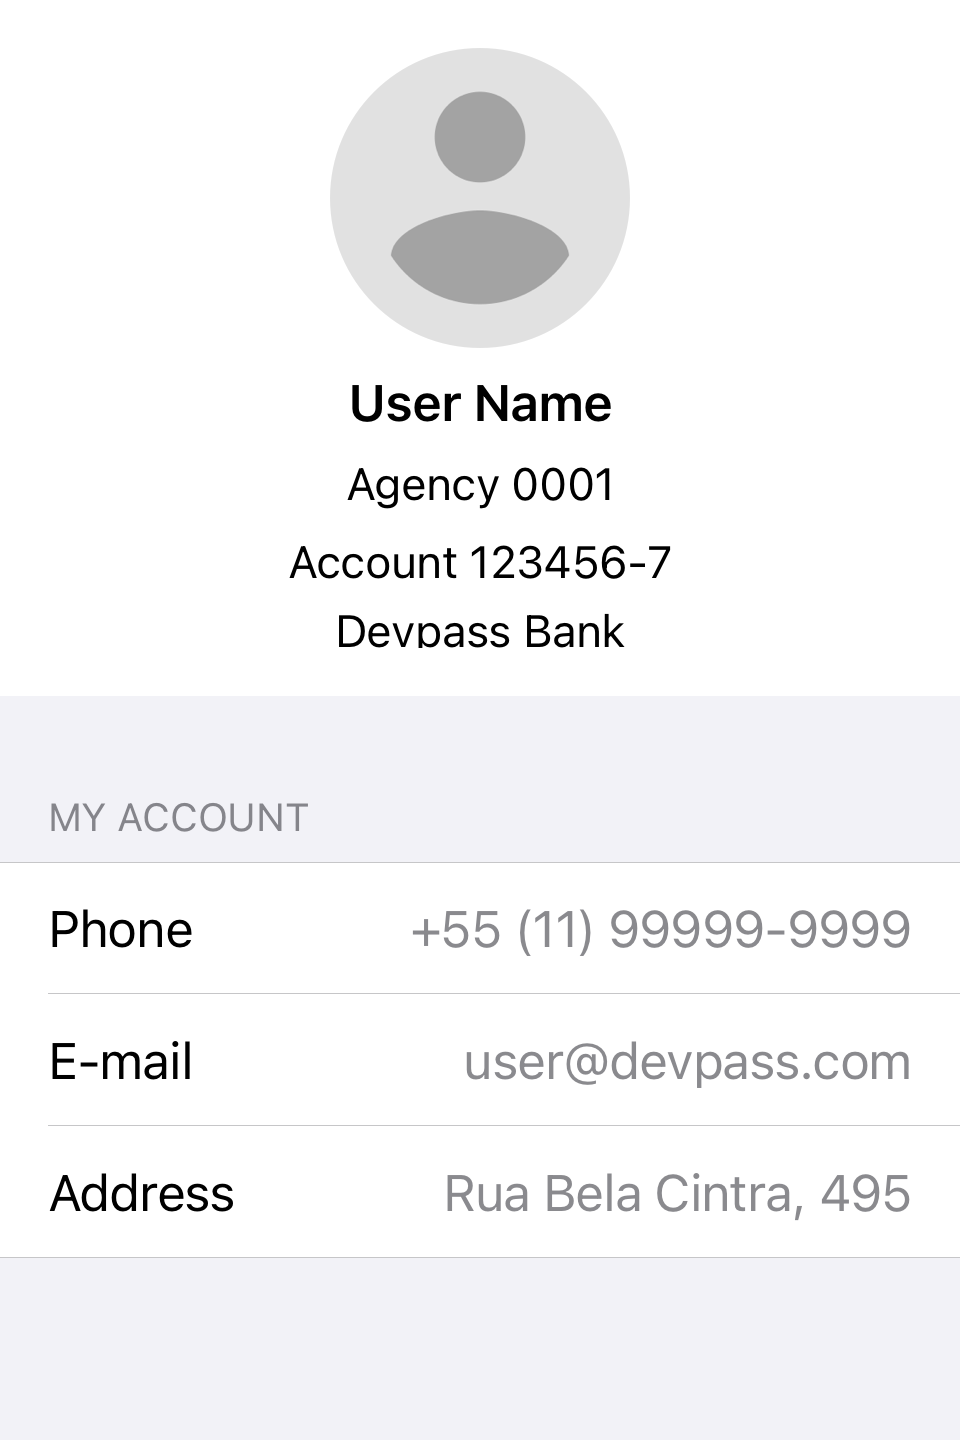 User Name
Agency 0001
Account 123456-7
Devpass Bank
MY ACCOUNT
Phone +55 (11) 99999-9999
E-mail user@devpass.com
Address Rua Bela Cintra, 495